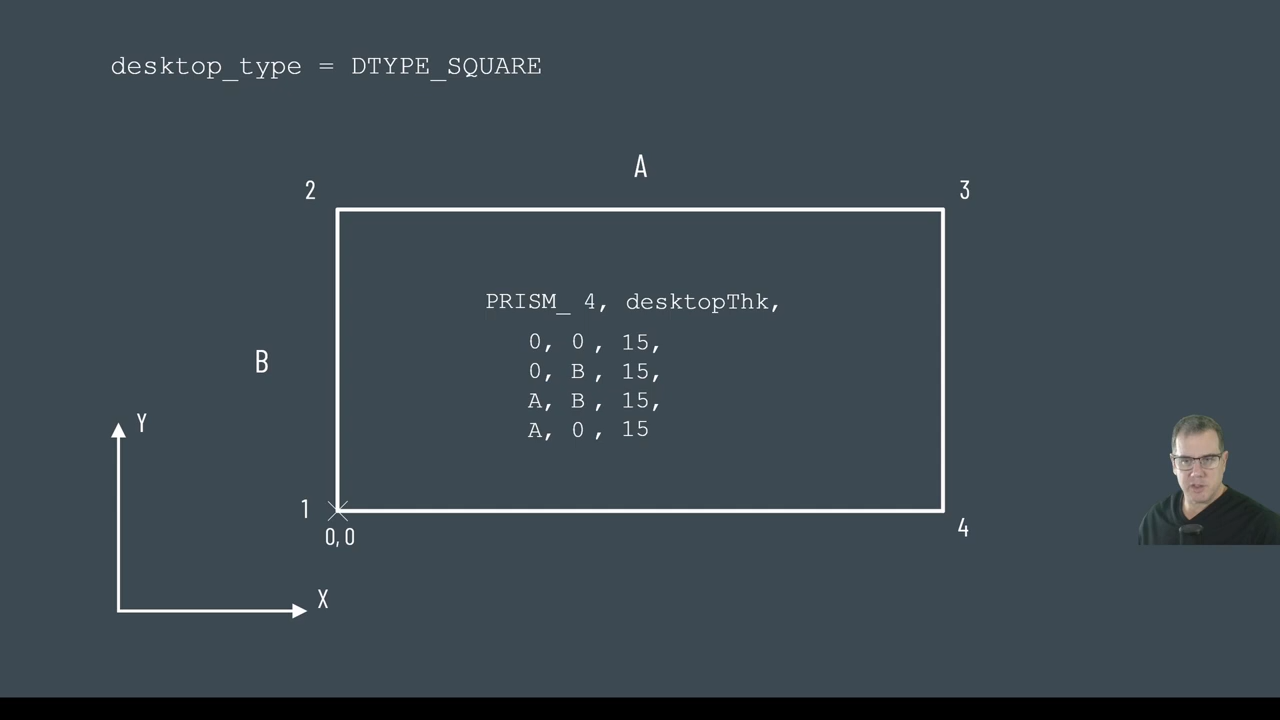 desktop_type = DTYPE_SQUARE
A
2
3
PRISM_ 4, desktopThk,
0, 0, 15,
0, B, 15,
A, B, 15,
A, 0, 15
B
Y
1
0,0
4
X